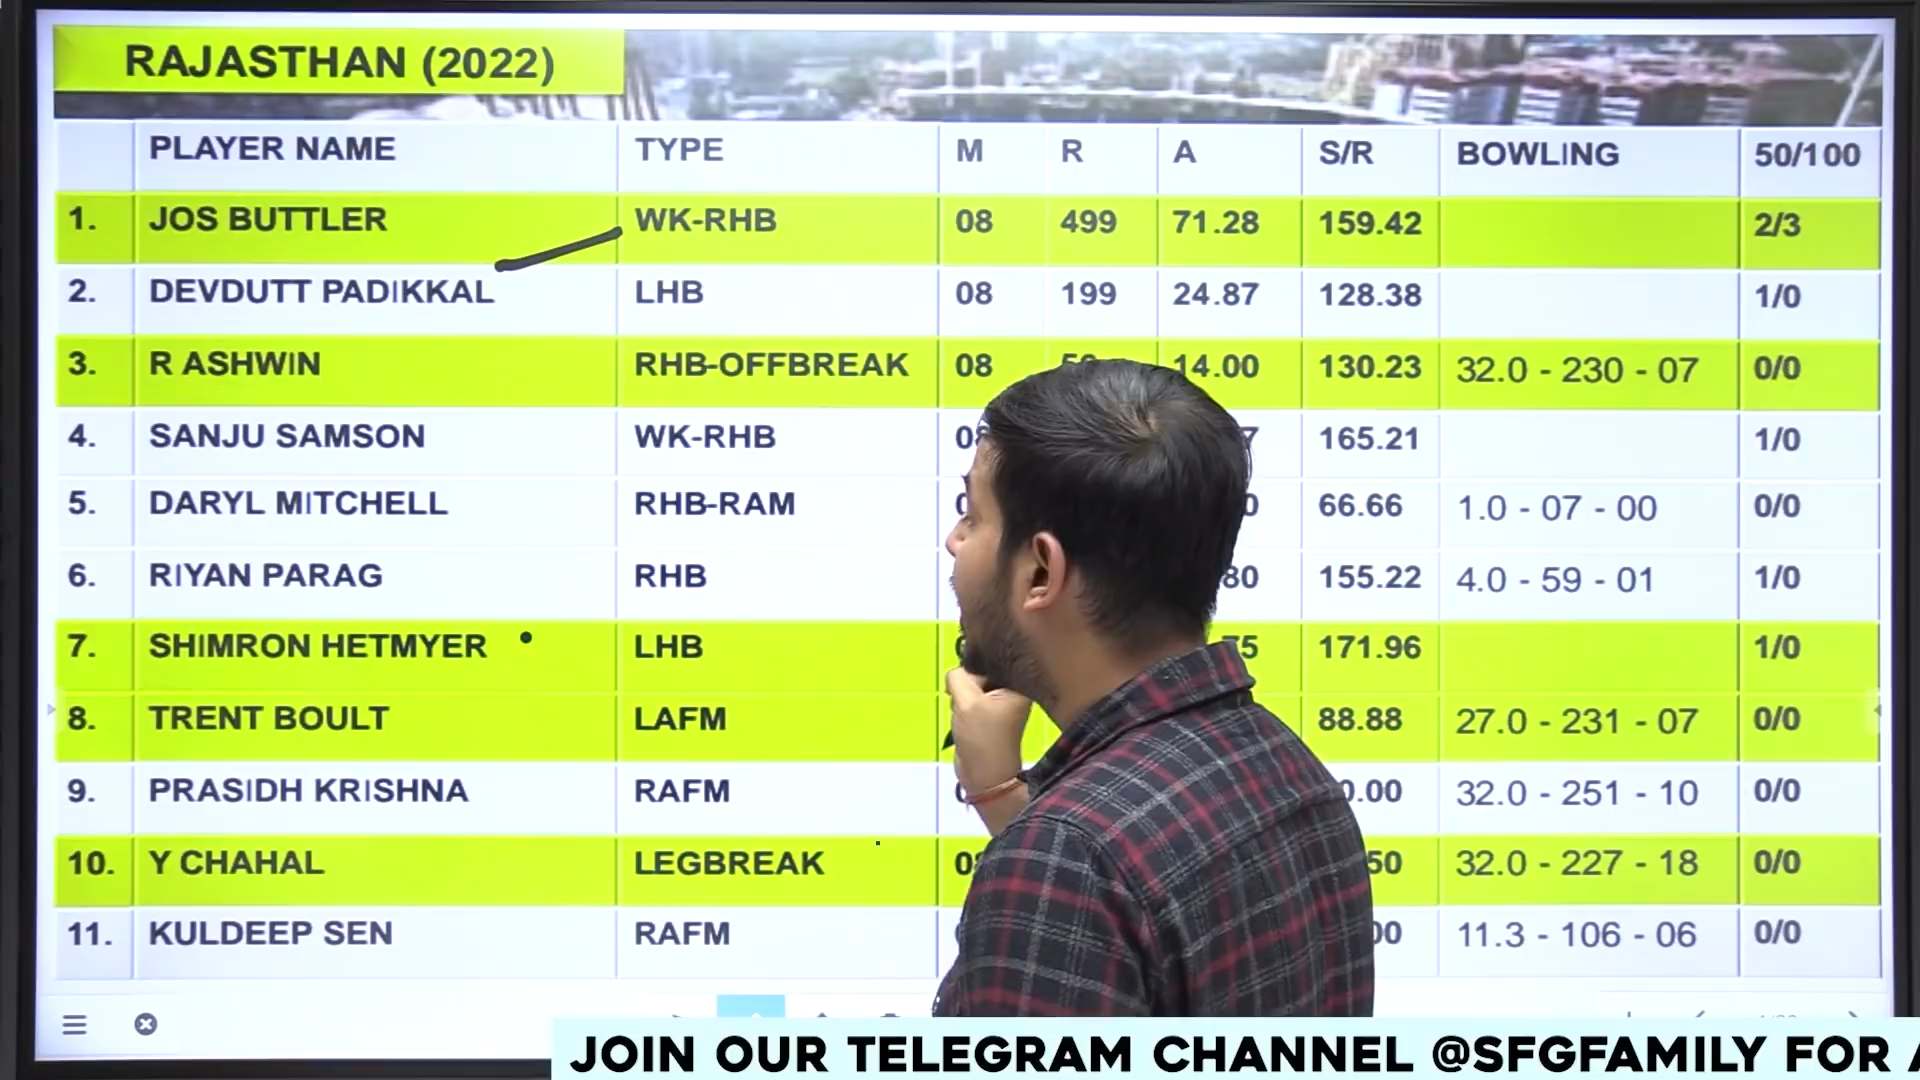 RAJASTHAN (2022)
PLAYER NAME TYPE M R A S/R BOWLING 50/100
1. JOS BUTTLER WK-RHB 08 499 71.28 159.42 2/3
2. DEVDUTT PADIKKAL LHB 08 199 24.87 128.38 1/0
3. R ASHWIN RHB-OFFBREAK 08 14.00 130.23 32.0 - 230 - 07 0/0
4. SANJU SAMSON WK-RHB 165.21 1/0
5. DARYL MITCHELL RHB-RAM 66.66 1.0 - 07 - 00 0/0
6. RIYAN PARAG RHB 155.22 4.0 - 59 - 01 1/0
7. SHIMRON HETMYER LHB 171.96 1/0
8. TRENT BOULT LAFM 88.88 27.0 - 231 - 07 0/0
9. PRASIDH KRISHNA RAFM 32.0 - 251 - 10 0/0
10. Y CHAHAL LEGBREAK 32.0 - 227 - 18 0/0
11. KULDEEP SEN RAFM 11.3 - 106 - 06 0/0
JOIN OUR TELEGRAM CHANNEL @SFGFAMILY FOR